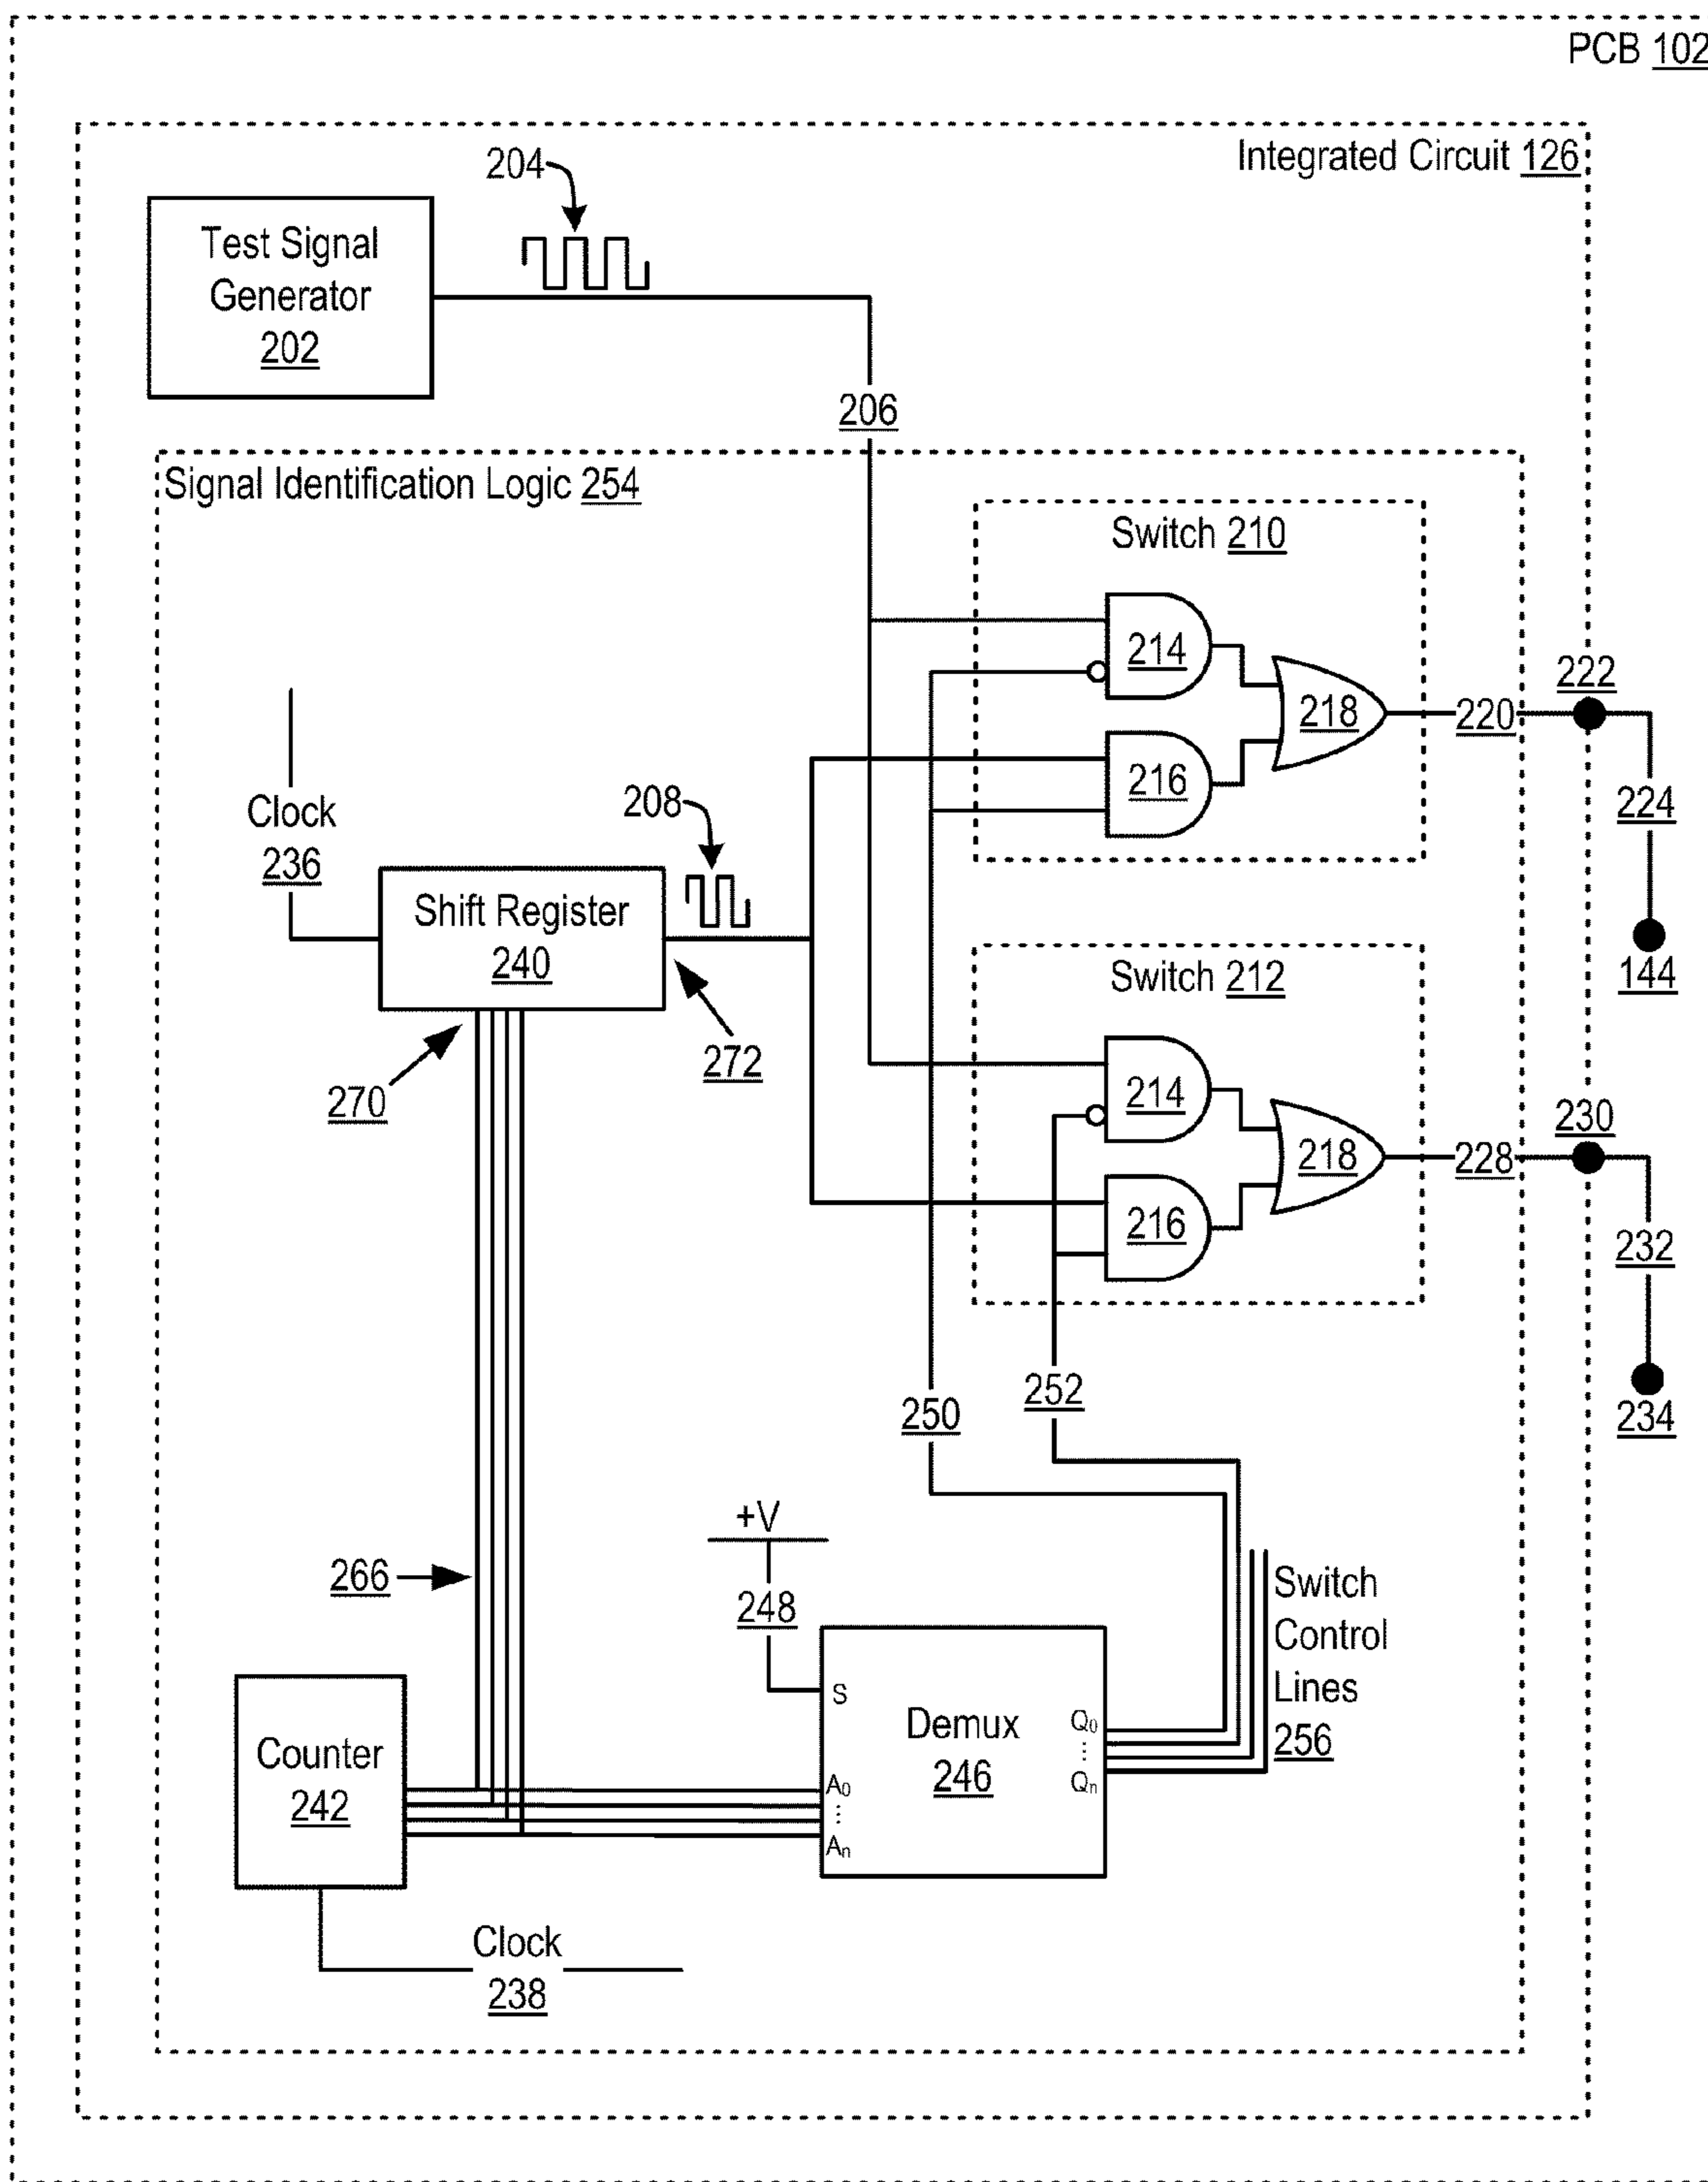 PCB 102
Integrated Circuit 126
204
Test Signal
Generator
202
206
Signal Identification Logic 254
Switch 210
214
216
218
220
222
224
144
Clock
236
208
Shift Register
240
272
270
Switch 212
214
216
218
228
230
232
234
252
250
266
+V
248
S
Demux
246
A0
⋮
An
Q0
⋮
Qn
Switch
Control
Lines
256
Counter
242
Clock
238